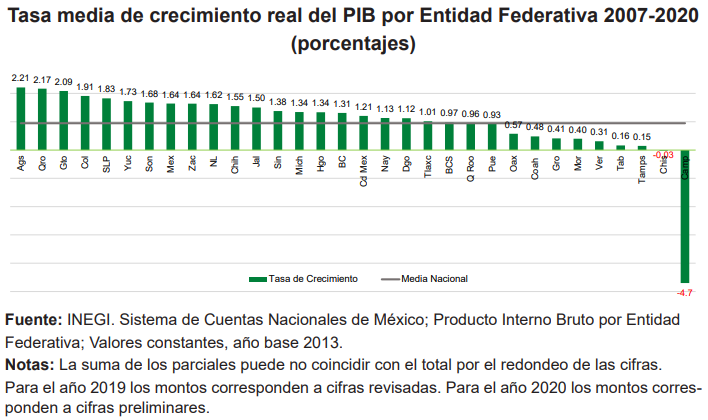 Tasa media de crecimiento real del PIB por Entidad Federativa 2007-2020
(porcentajes)
2.21 2.17 2.09 1.91 1.83 1.73 1.68 1.64 1.64 1.62 1.55 1.50 1.38 1.34 1.34 1.31 1.21 1.13 1.12 1.01 0.97 0.96 0.93 0.57 0.48 0.41 0.40 0.31 0.16 0.15 -0.03 -4.7
Ags Qro Gto Col SLP Yuc Son Mex Zac NL Chih Jal Sin Mich Hgo BC Cd Mex Nay Dgo Tlaxc BCS Q Roo Pue Oax Coah Gro Mor Ver Tab Tamps Chis Camp
Tasa de Crecimiento Media Nacional
Fuente: INEGI. Sistema de Cuentas Nacionales de México; Producto Interno Bruto por Entidad
Federativa; Valores constantes, año base 2013.
Notas: La suma de los parciales puede no coincidir con el total por el redondeo de las cifras.
Para el año 2019 los montos corresponden a cifras revisadas. Para el año 2020 los montos corres-
ponden a cifras preliminares.